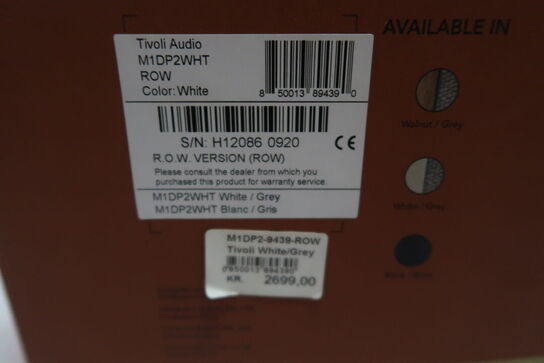 AVAILABLE IN
Tivoli Audio
M1DP2WHT
ROW
Color: White
8 50013 89439 0
S/N: H12086 0920
CE
R.O.W. VERSION (ROW)
Please consult the dealer from which you
purchased this product for warranty service.
M1DP2WHT White / Grey
M1DP2WHT Blanc / Gris
Walnut / Grey
White / Grey
M1DP2-9439-ROW
Tivoli White/Grey
0850013894390
KR. 2699,00